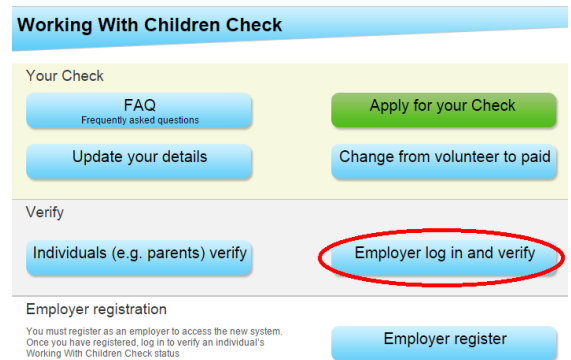 Working With Children Check
Your Check
FAQ
Frequently asked questions
Apply for your Check
Update your details
Change from volunteer to paid
Verify
Individuals (e.g. parents) verify
Employer log in and verify
Employer registration
You must register as an employer to access the new system.
Once you have registered, log in to verify an individual's
Working With Children Check status
Employer register